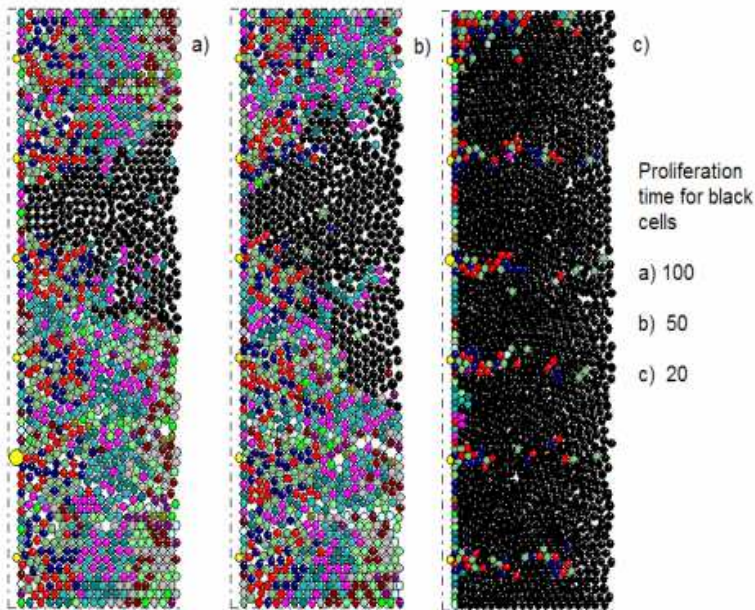 a)
b)
c)
Proliferation
time for black
cells
a) 100
b) 50
c) 20